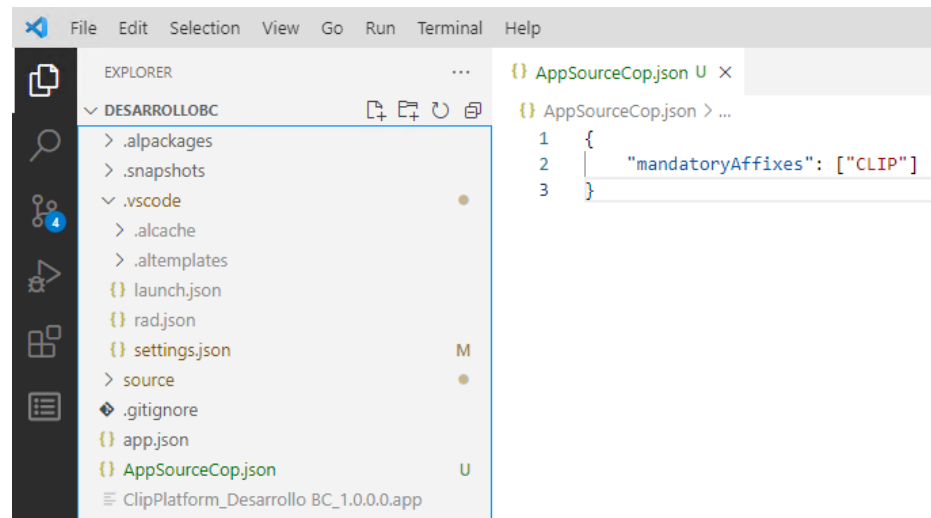 File Edit Selection View Go Run Terminal Help
EXPLORER ...
DESARROLLOBC
.alpackages
.snapshots
.vscode
.alcache
.altemplates
{} launch.json
{} rad.json
{} settings.json M
source
.gitignore
{} app.json
{} AppSourceCop.json U
ClipPlatform_Desarrollo BC_1.0.0.0.app
4
{} AppSourceCop.json U ×
{} AppSourceCop.json > ...
1 {
2 "mandatoryAffixes": ["CLIP"]
3 }